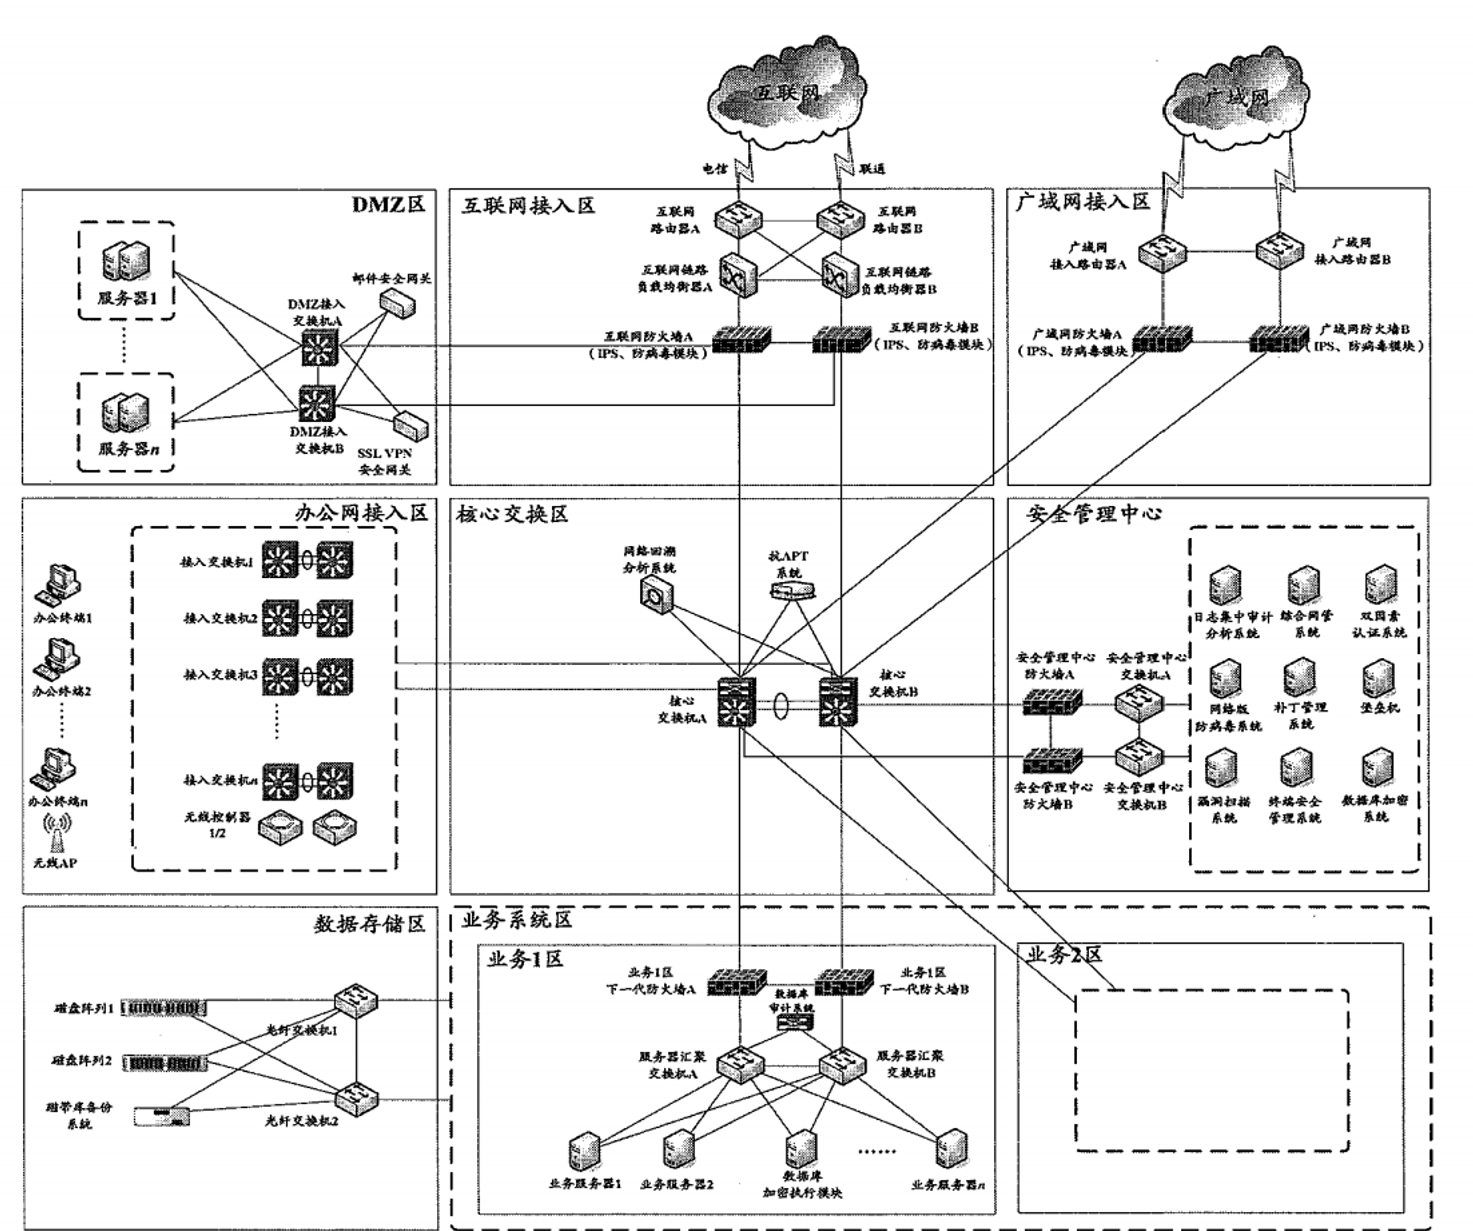 互联网
广域网
电信
联通
DMZ区
服务器1
服务器n
DMZ接入
交换机A
邮件安全网关
DMZ接入
交换机B
SSL VPN
安全网关
互联网接入区
互联网
路由器A
互联网
路由器B
互联网链路
负载均衡器A
互联网链路
负载均衡器B
互联网防火墙A
（IPS、防病毒模块）
互联网防火墙B
（IPS、防病毒模块）
广域网接入区
广域网
接入路由器A
广域网
接入路由器B
广域网防火墙A
（IPS、防病毒模块）
广域网防火墙B
（IPS、防病毒模块）
办公网接入区
办公终端1
办公终端2
办公终端n
无线AP
接入交换机1
接入交换机2
接入交换机3
接入交换机n
无线控制器
1/2
核心交换区
网络回溯
分析系统
抗APT
系统
核心
交换机A
核心
交换机B
安全管理中心
安全管理中心
防火墙A
安全管理中心
交换机A
安全管理中心
防火墙B
安全管理中心
交换机B
日志集中审计
分析系统
综合网管
系统
双因素
认证系统
网络版
防病毒系统
补丁管理
系统
堡垒机
漏洞扫描
系统
终端安全
管理系统
数据库加密
系统
数据存储区
磁盘阵列1
磁盘阵列2
磁带库备份
系统
光纤交换机1
光纤交换机2
业务系统区
业务1区
业务1区
下一代防火墙A
业务1区
下一代防火墙B
数据库
审计系统
服务器汇聚
交换机A
服务器汇聚
交换机B
业务服务器1
业务服务器2
数据库
加密执行模块
……
业务服务器n
业务2区